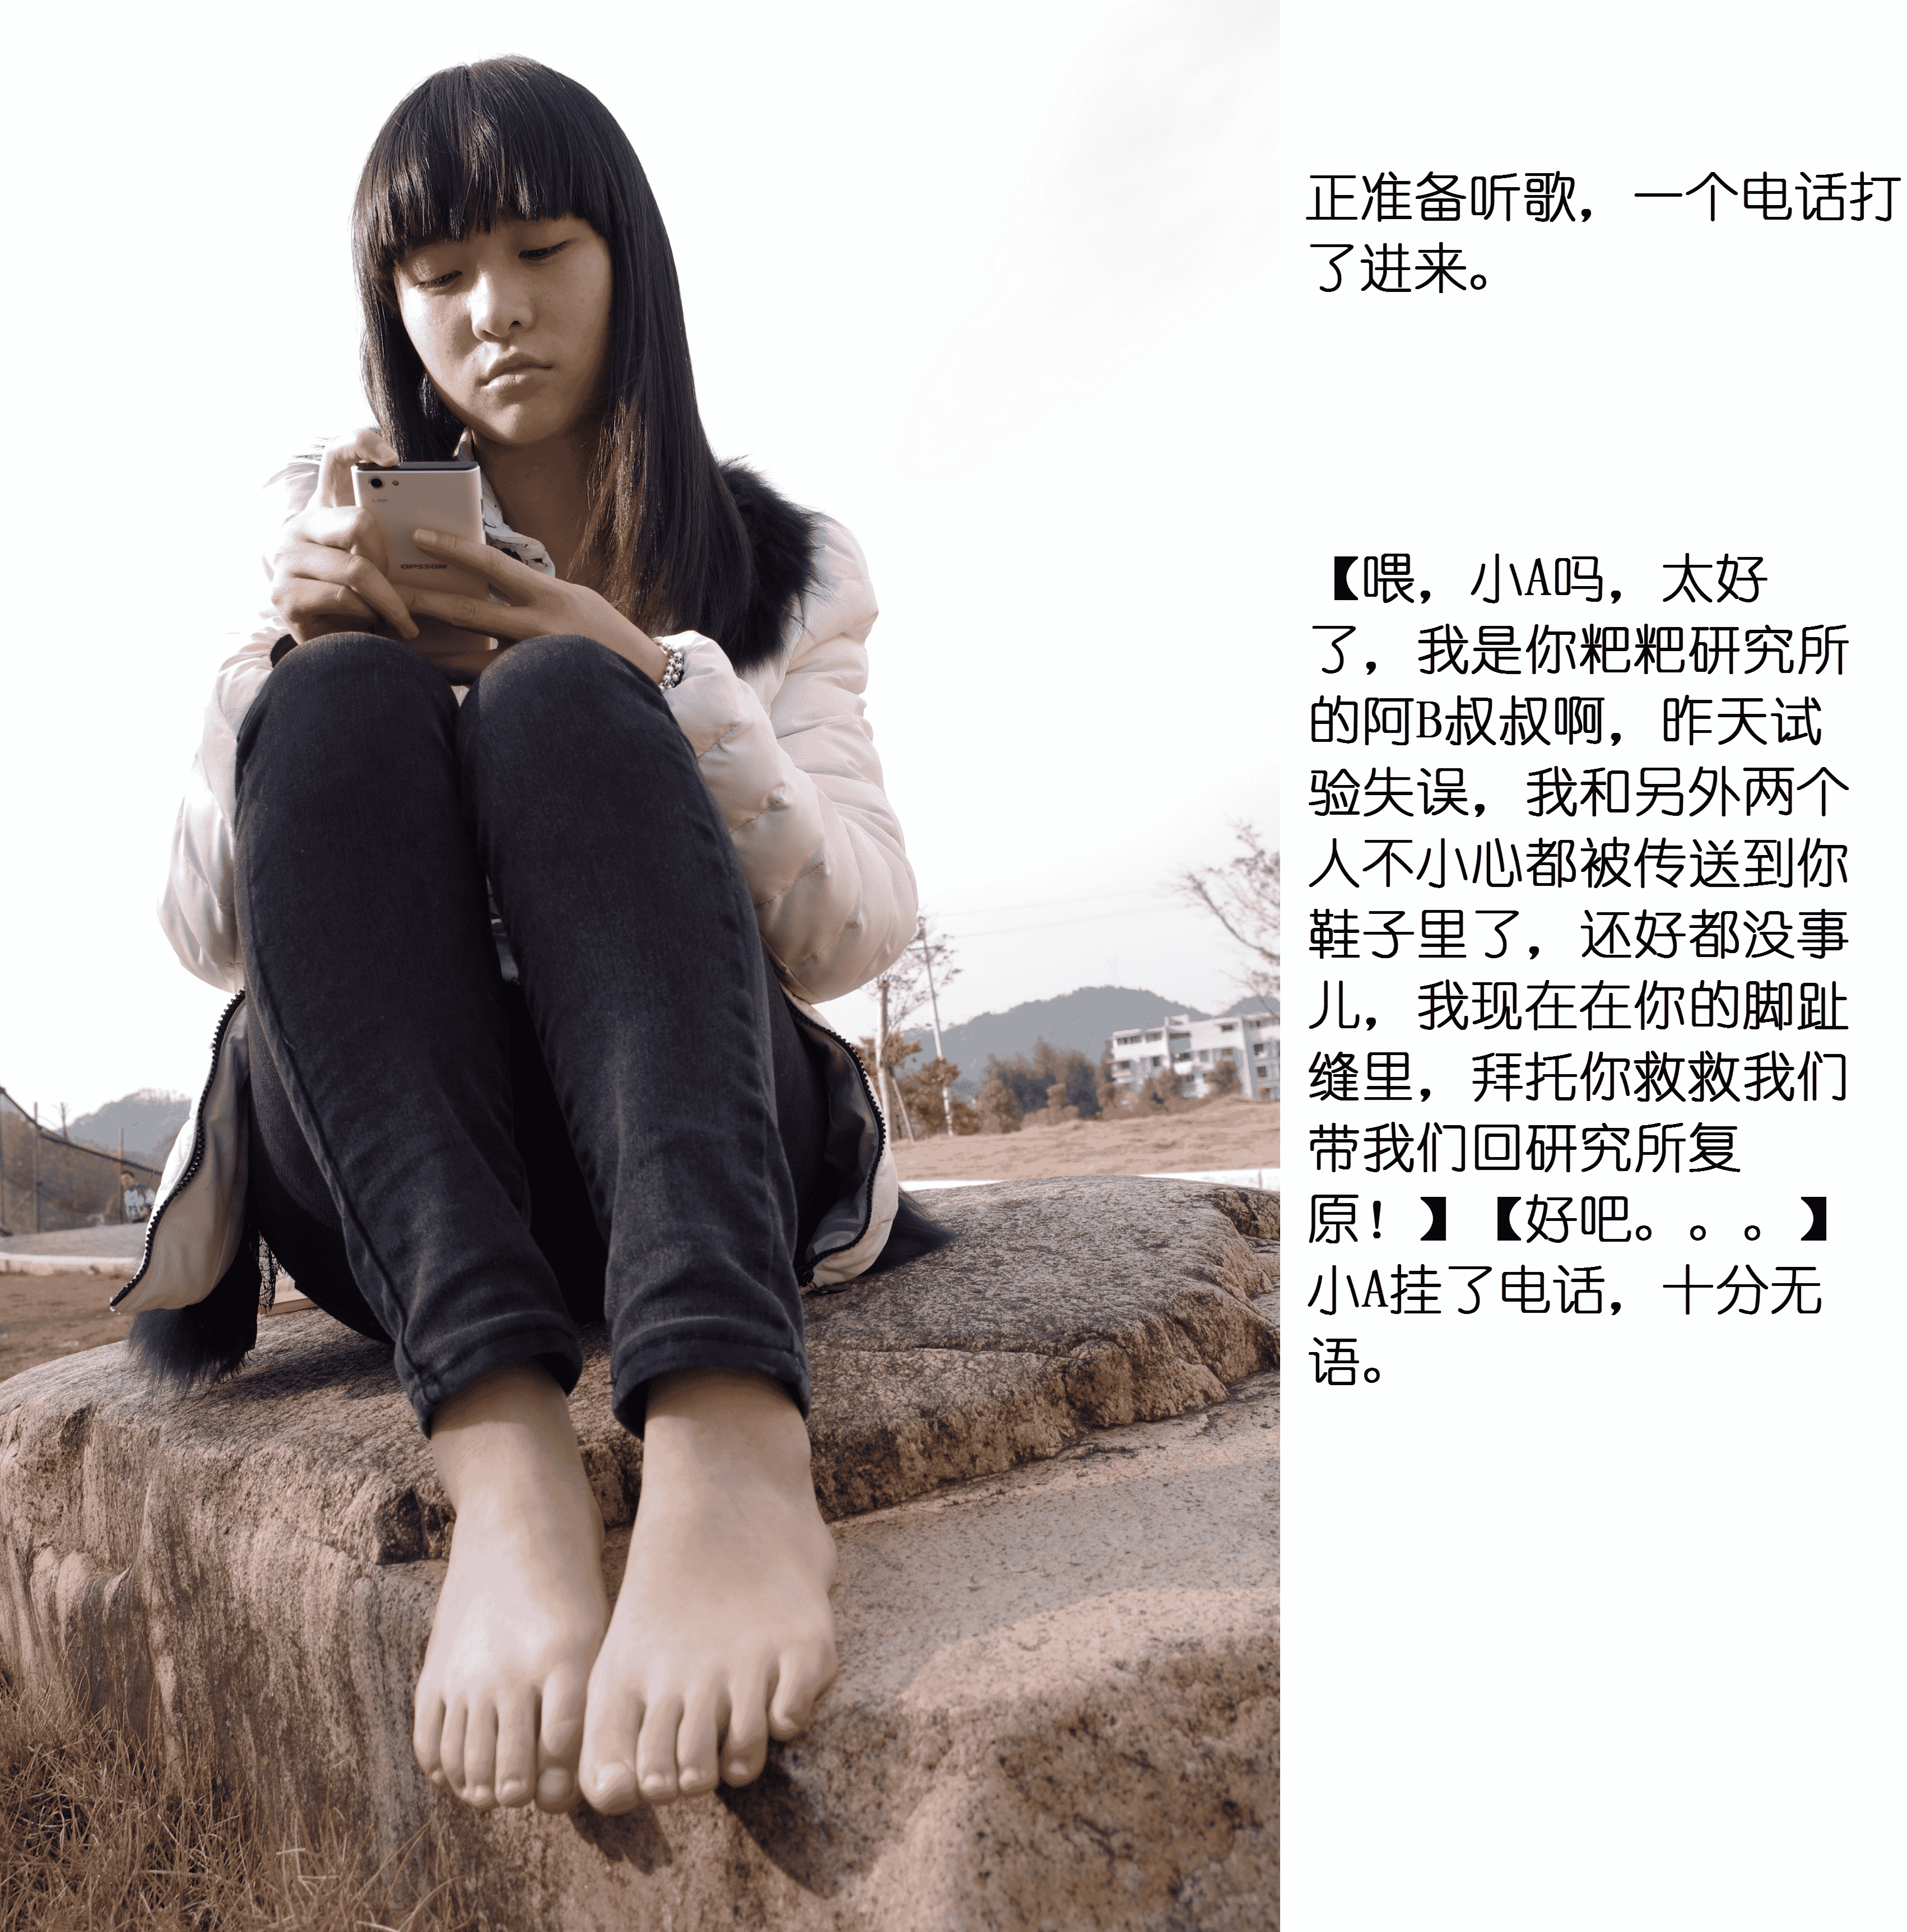 正准备听歌，一个电话打
了进来。
【喂，小A吗，太好
了，我是你粑粑研究所
的阿B叔叔啊，昨天试
验失误，我和另外两个
人不小心都被传送到你
鞋子里了，还好都没事
儿，我现在在你的脚趾
缝里，拜托你救救我们
带我们回研究所复
原！】【好吧。。。】
小A挂了电话，十分无
语。
OPSSON